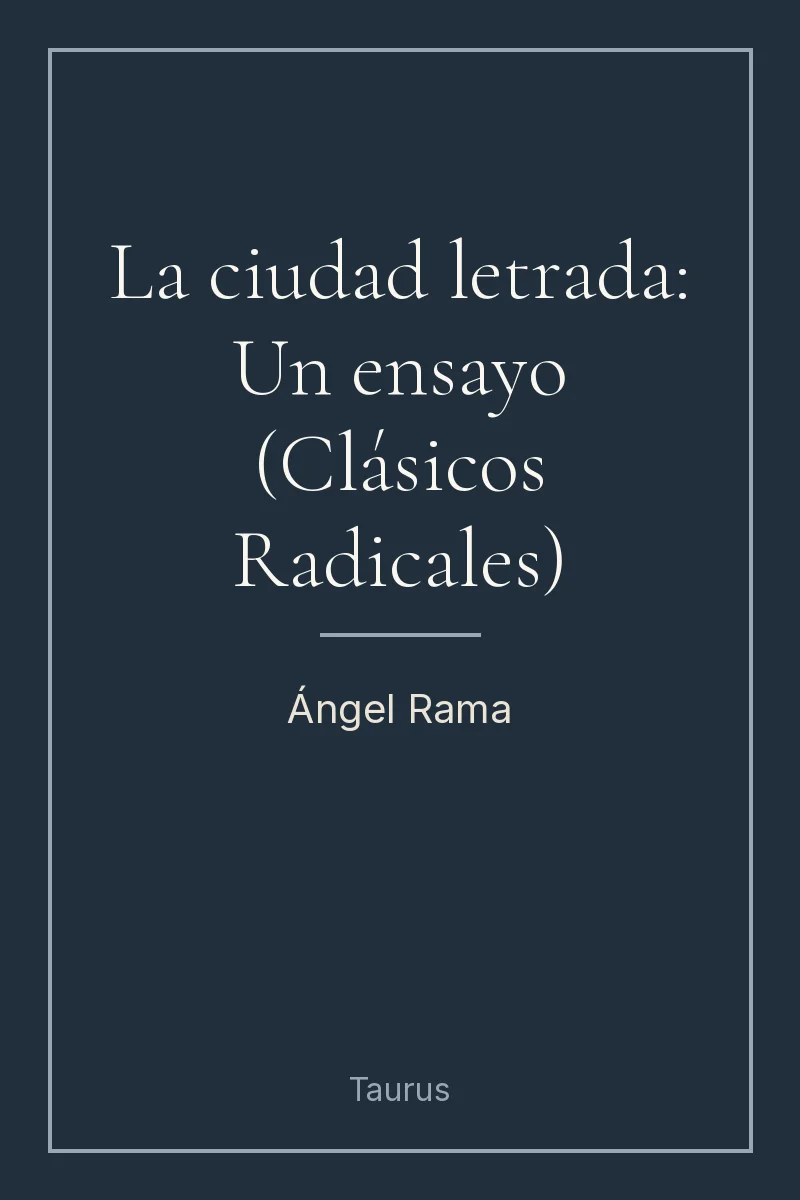 La ciudad letrada:
Un ensayo
(Clásicos
Radicales)
Ángel Rama
Taurus